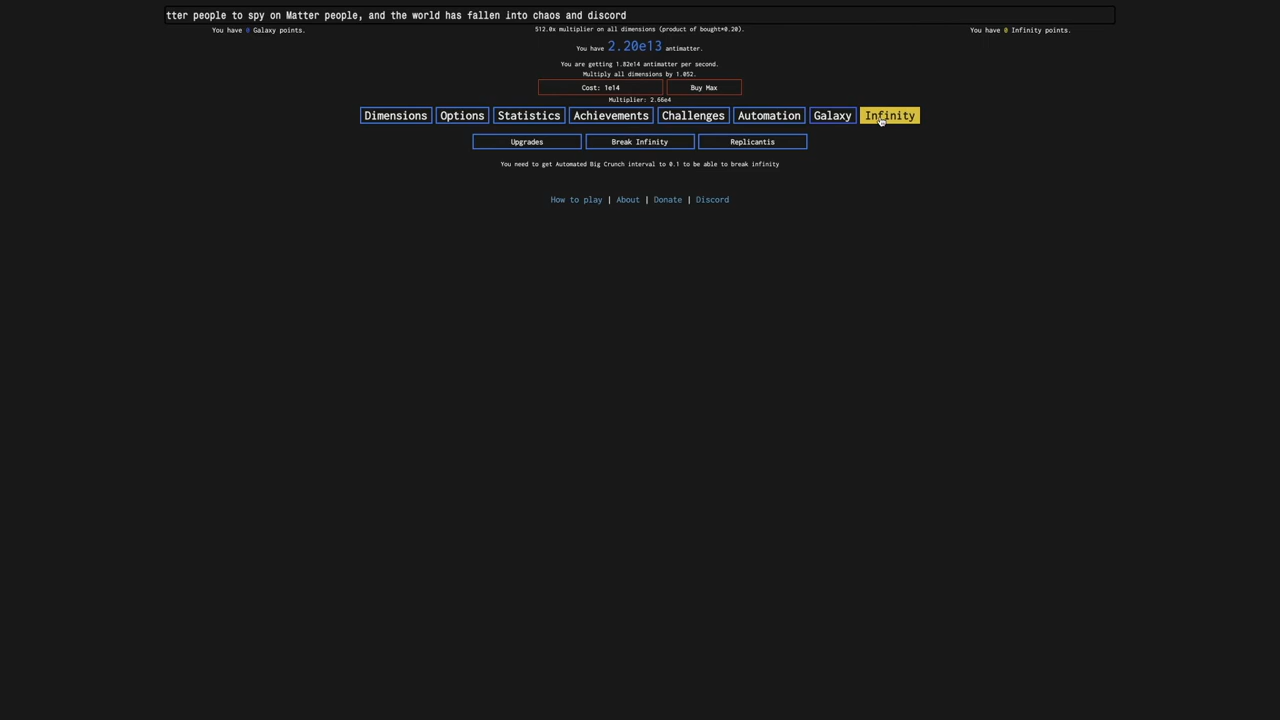 tter people to spy on Matter people, and the world has fallen into chaos and discord
You have 0 Galaxy points.
512.0x multiplier on all dimensions (product of bought*0.20).
You have 0 Infinity points.
You have 2.20e13 antimatter.
You are getting 1.82e14 antimatter per second.
Multiply all dimensions by 1.052.
Cost: 1e14 Buy Max
Multiplier: 2.66e4
Dimensions Options Statistics Achievements Challenges Automation Galaxy Infinity
Upgrades Break Infinity Replicantis
You need to get Automated Big Crunch interval to 0.1 to be able to break infinity
How to play | About | Donate | Discord